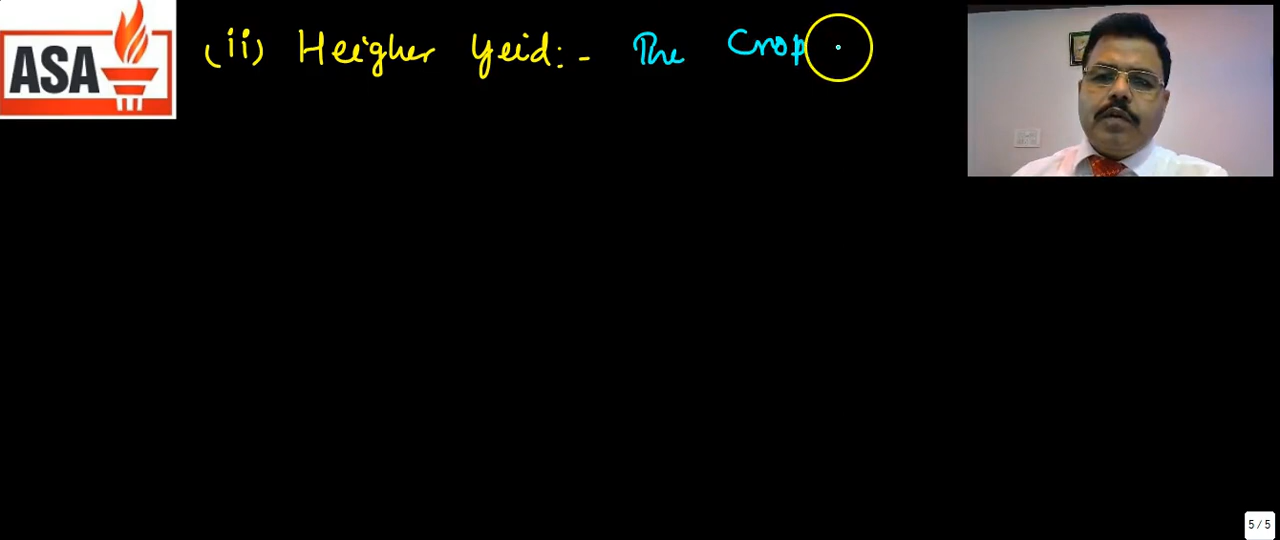 ASA
(ii) Heigher Yeid:- The Crop
5/5